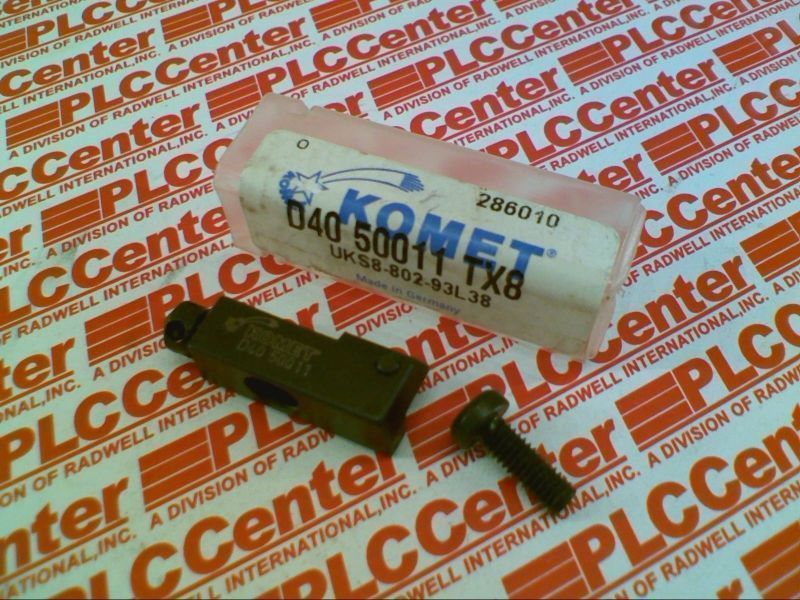 0
286010
KOMET®
D40 50011 TX8
UKS8-802-93L38
Made in Germany
KOMET
D40 50011
PLCCenter
A DIVISION OF RADWELL INTERNATIONAL, INC.